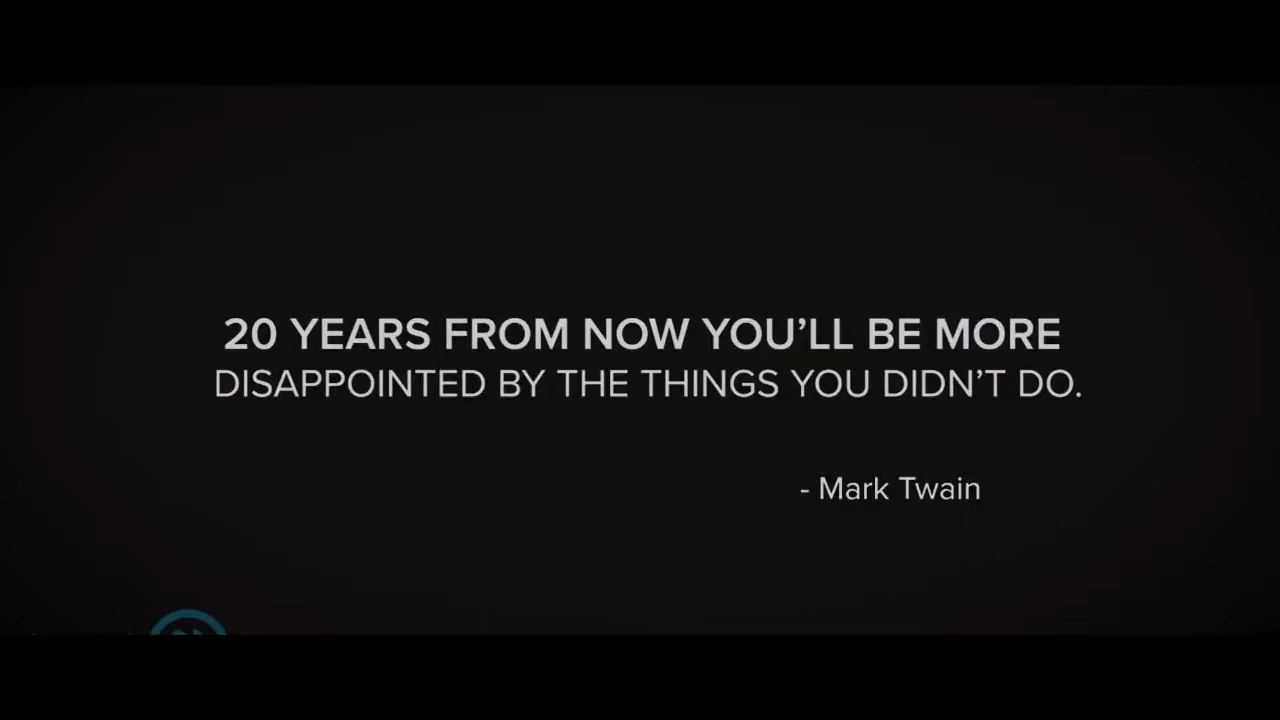 20 YEARS FROM NOW YOU’LL BE MORE
DISAPPOINTED BY THE THINGS YOU DIDN’T DO.
- Mark Twain